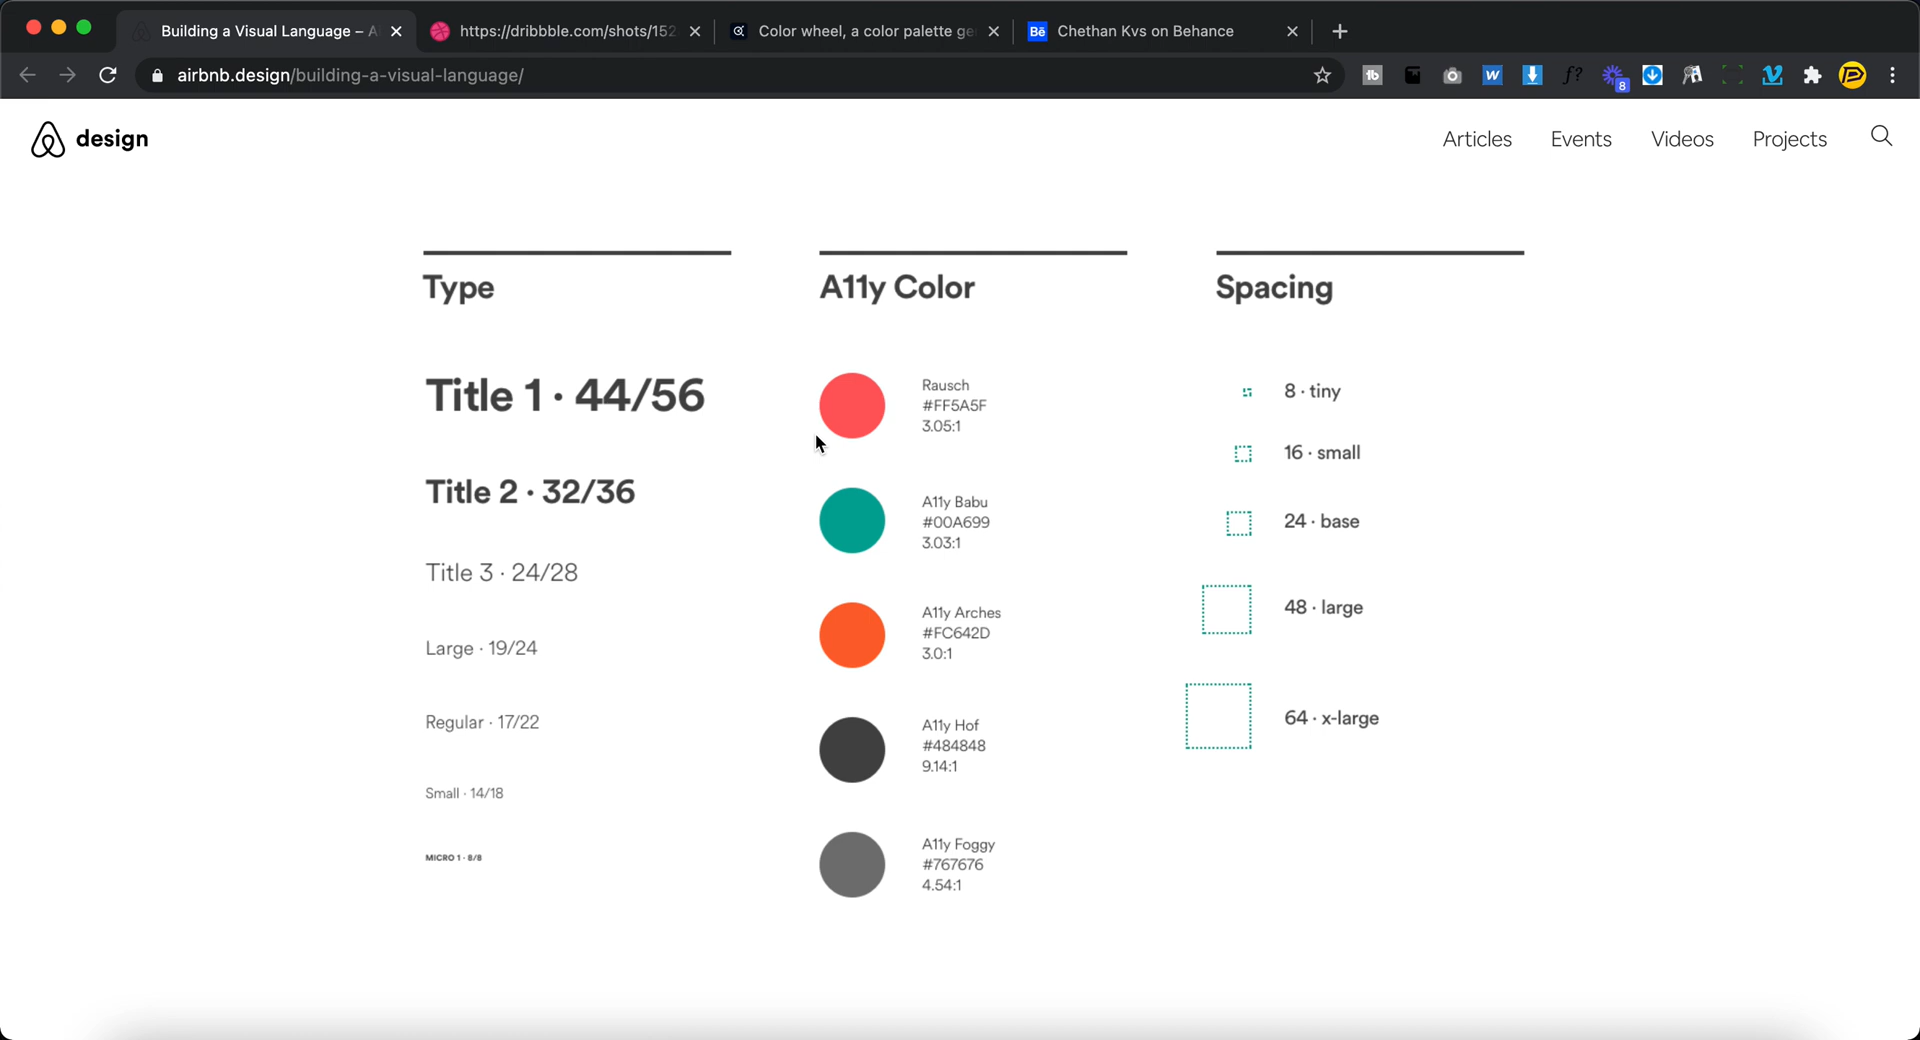 Building a Visual Language – A
https://dribbble.com/shots/152
Color wheel, a color palette ge
Bē Chethan Kvs on Behance
airbnb.design/building-a-visual-language/
tb
W
f?
8
design
Articles
Events
Videos
Projects
Type
Title 1 · 44/56
Title 2 · 32/36
Title 3 · 24/28
Large · 19/24
Regular · 17/22
Small · 14/18
MICRO 1 · 8/8
A11y Color
Rausch
#FF5A5F
3.05:1
A11y Babu
#00A699
3.03:1
A11y Arches
#FC642D
3.0:1
A11y Hof
#484848
9.14:1
A11y Foggy
#767676
4.54:1
Spacing
8 · tiny
16 · small
24 · base
48 · large
64 · x-large